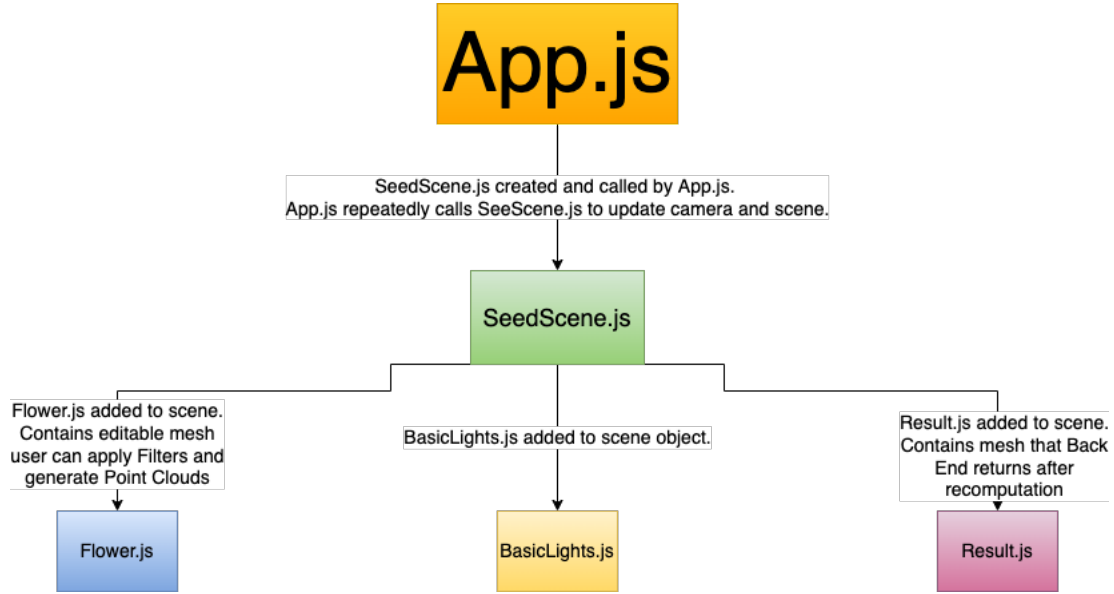 App.js
SeedScene.js created and called by App.js.
App.js repeatedly calls SeeScene.js to update camera and scene.
SeedScene.js
Flower.js added to scene.
Contains editable mesh
user can apply Filters and
generate Point Clouds
BasicLights.js added to scene object.
Result.js added to scene.
Contains mesh that Back
End returns after
recomputation
Flower.js
BasicLights.js
Result.js